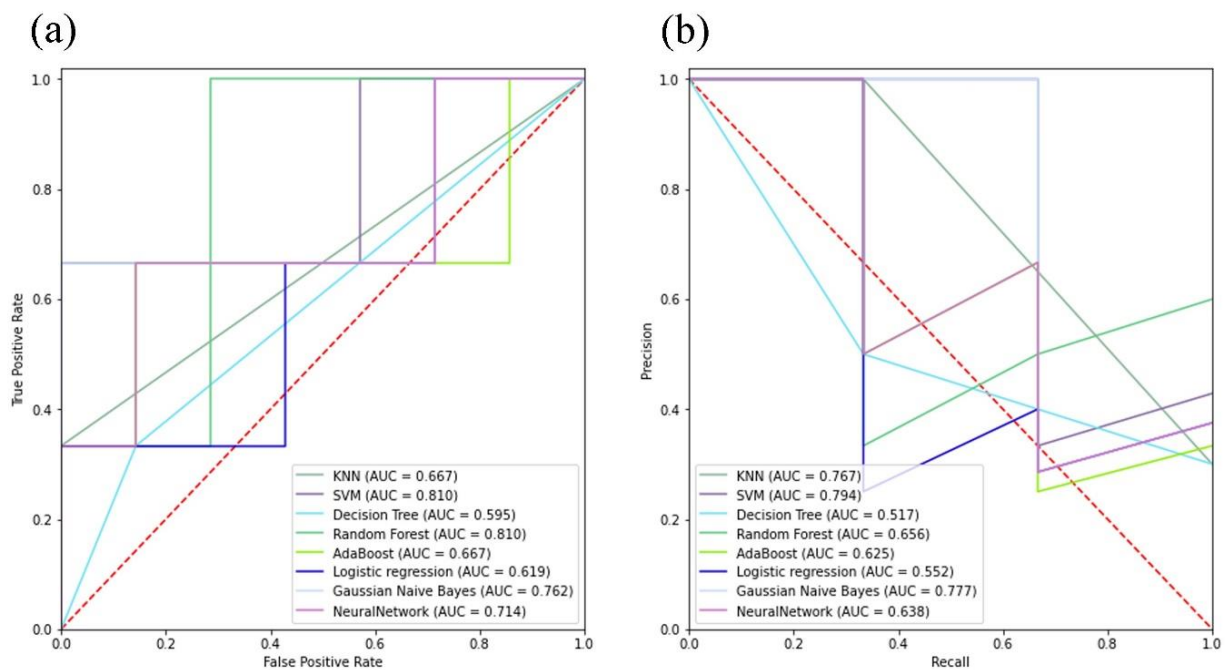 (a)
1.0
0.8
0.6
0.4
0.2
0.0
True Positive Rate
0.0 0.2 0.4 0.6 0.8 1.0
False Positive Rate
KNN (AUC = 0.667)
SVM (AUC = 0.810)
Decision Tree (AUC = 0.595)
Random Forest (AUC = 0.810)
AdaBoost (AUC = 0.667)
Logistic regression (AUC = 0.619)
Gaussian Naive Bayes (AUC = 0.762)
NeuralNetwork (AUC = 0.714)
(b)
1.0
0.8
0.6
0.4
0.2
0.0
Precision
0.0 0.2 0.4 0.6 0.8 1.0
Recall
KNN (AUC = 0.767)
SVM (AUC = 0.794)
Decision Tree (AUC = 0.517)
Random Forest (AUC = 0.656)
AdaBoost (AUC = 0.625)
Logistic regression (AUC = 0.552)
Gaussian Naive Bayes (AUC = 0.777)
NeuralNetwork (AUC = 0.638)